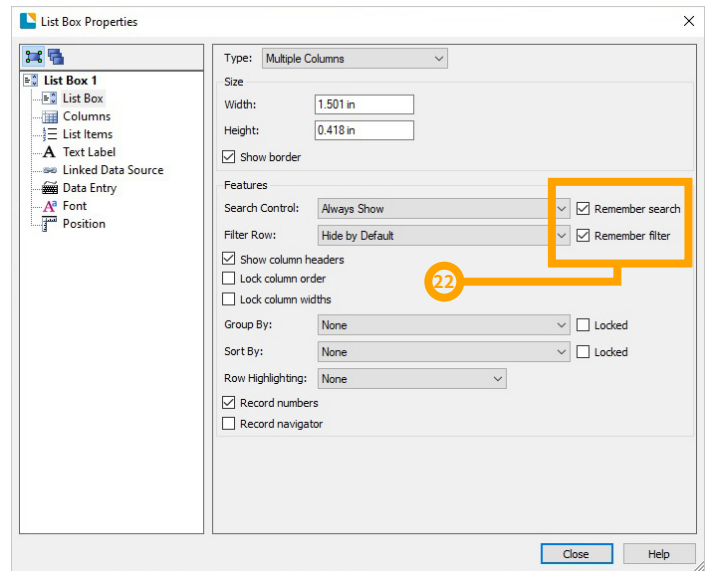 List Box Properties
List Box 1
List Box
Columns
List Items
Text Label
Linked Data Source
Data Entry
Font
Position
Type: Multiple Columns
Size
Width: 1.501 in
Height: 0.418 in
Show border
Features
Search Control: Always Show Remember search
Filter Row: Hide by Default Remember filter
Show column headers
Lock column order
Lock column widths
22
Group By: None Locked
Sort By: None Locked
Row Highlighting: None
Record numbers
Record navigator
Close Help